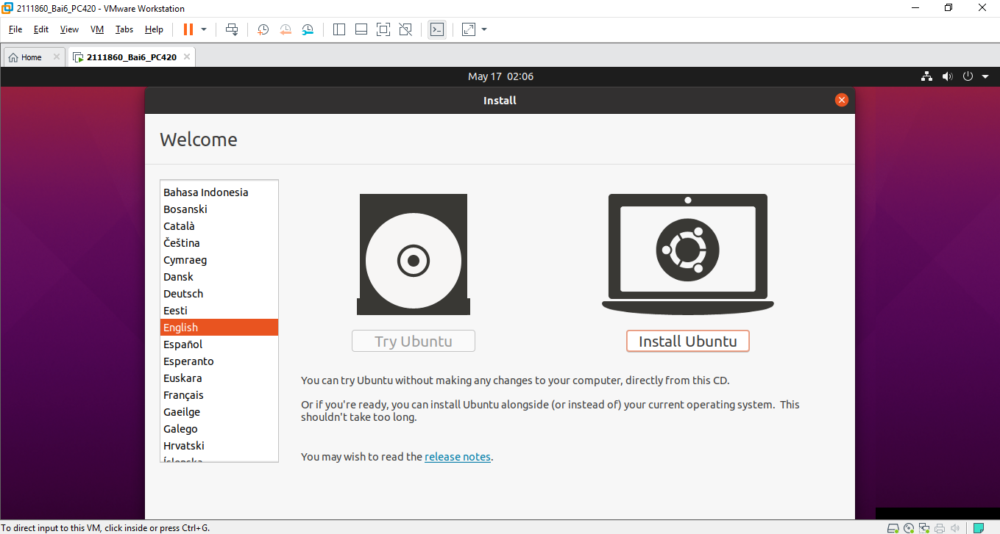 2111860_Bai6_PC420 - VMware Workstation
File Edit View VM Tabs Help
Home 2111860_Bai6_PC420
May 17 02:06
Install
Welcome
Bahasa Indonesia
Bosanski
Català
Čeština
Cymraeg
Dansk
Deutsch
Eesti
English
Español
Esperanto
Euskara
Français
Gaeilge
Galego
Hrvatski
Íslenska
Try Ubuntu
Install Ubuntu
You can try Ubuntu without making any changes to your computer, directly from this CD.
Or if you're ready, you can install Ubuntu alongside (or instead of) your current operating system. This
shouldn't take too long.
You may wish to read the release notes.
To direct input to this VM, click inside or press Ctrl+G.